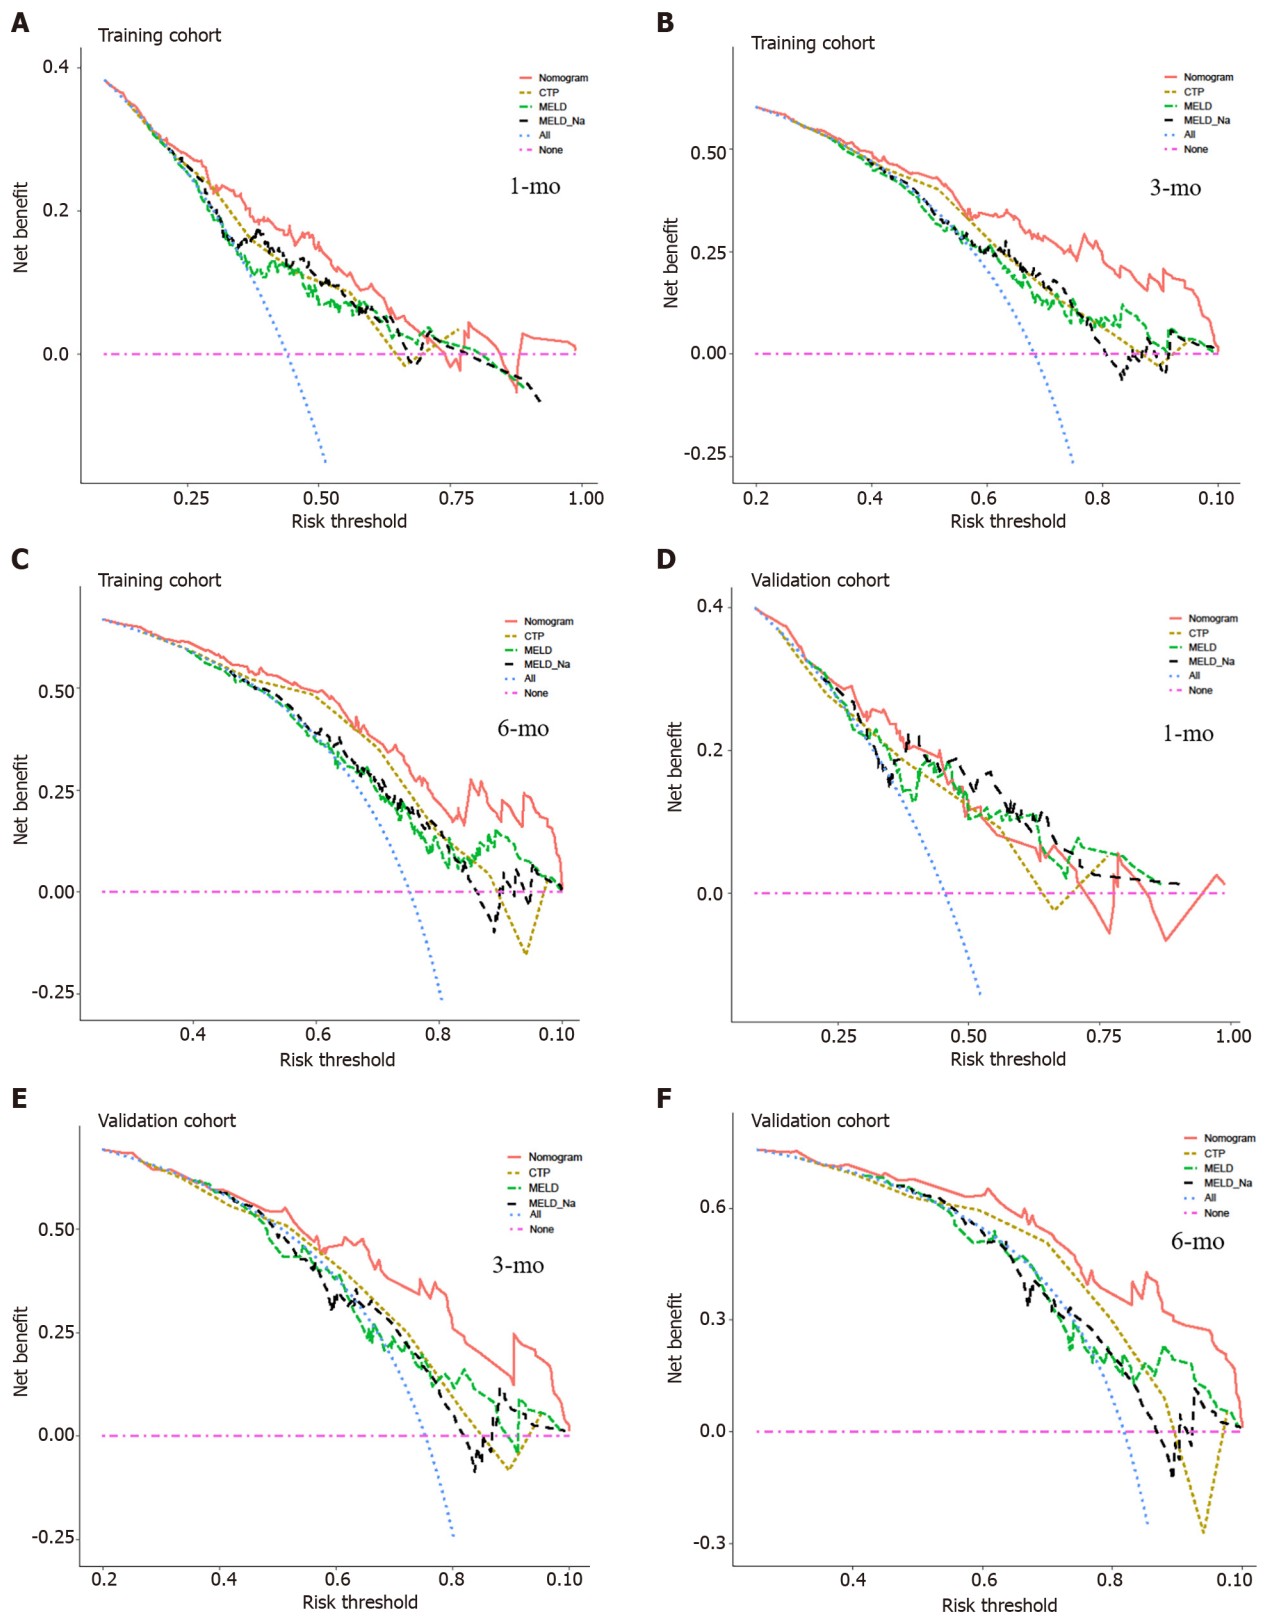 A
Training cohort
Nomogram
CTP
MELD
MELD_Na
All
None
1-mo
0.4
0.2
0.0
Net benefit
0.25
0.50
0.75
1.00
Risk threshold
B
Training cohort
Nomogram
CTP
MELD
MELD_Na
All
None
3-mo
0.50
0.25
0.00
-0.25
Net benefit
0.2
0.4
0.6
0.8
0.10
Risk threshold
C
Training cohort
Nomogram
CTP
MELD
MELD_Na
All
None
6-mo
0.50
0.25
0.00
-0.25
Net benefit
0.4
0.6
0.8
0.10
Risk threshold
D
Validation cohort
Nomogram
CTP
MELD
MELD_Na
All
None
1-mo
0.4
0.2
0.0
Net benefit
0.25
0.50
0.75
1.00
Risk threshold
E
Validation cohort
Nomogram
CTP
MELD
MELD_Na
All
None
3-mo
0.50
0.25
0.00
-0.25
Net benefit
0.2
0.4
0.6
0.8
0.10
Risk threshold
F
Validation cohort
Nomogram
CTP
MELD
MELD_Na
All
None
6-mo
0.6
0.3
0.0
-0.3
Net benefit
0.4
0.6
0.8
0.10
Risk threshold